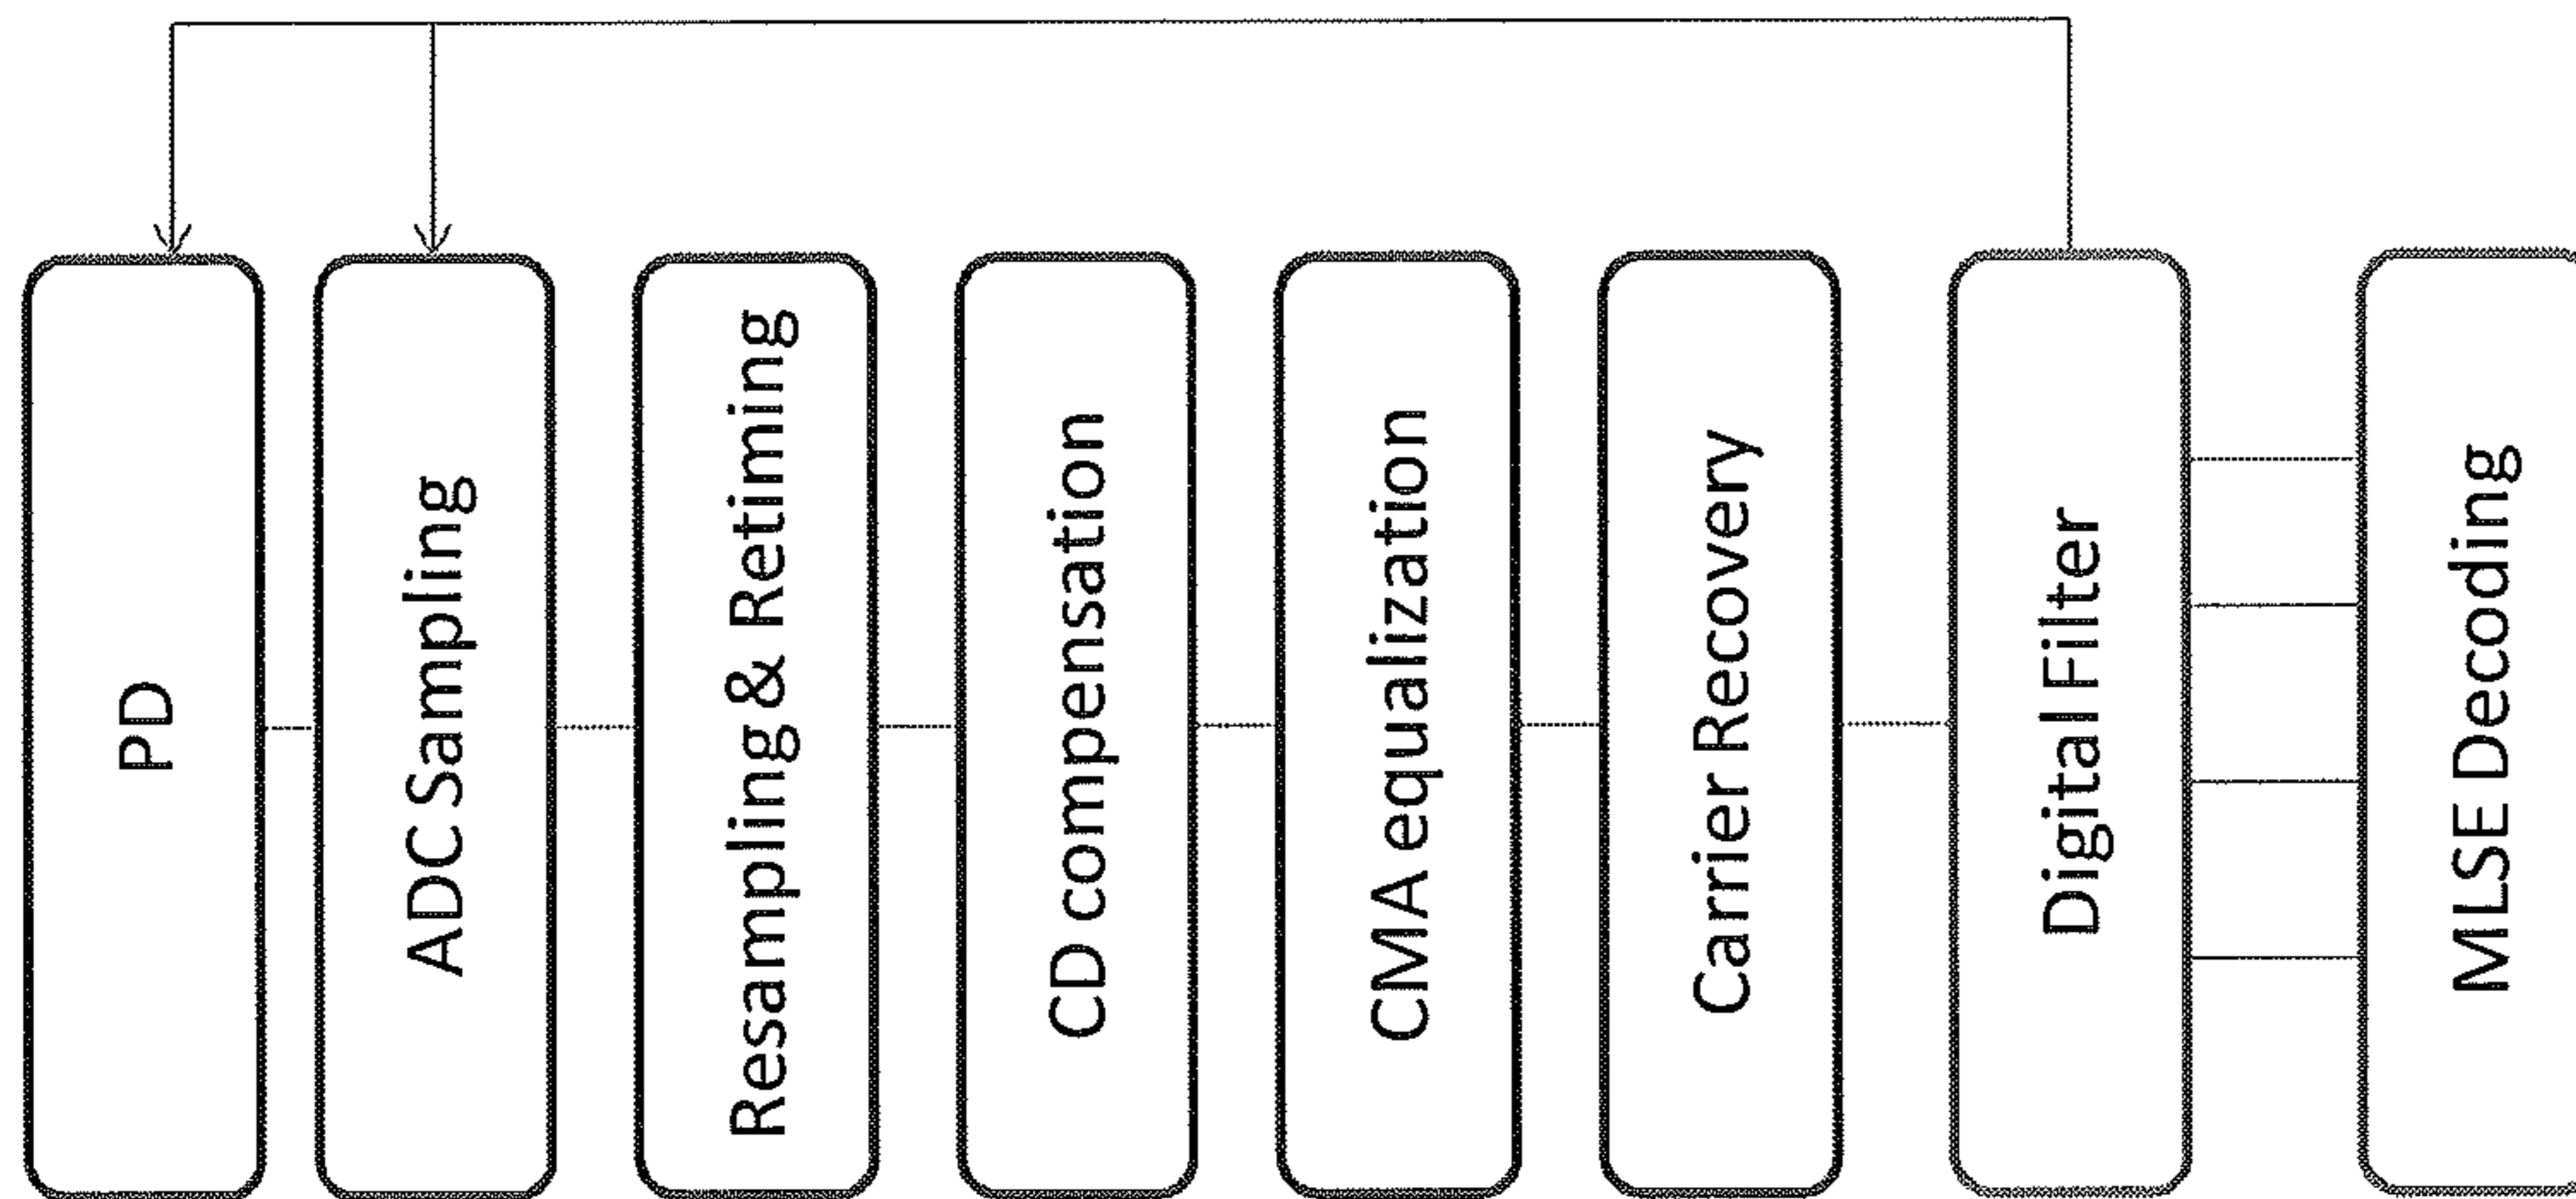 PD
ADC Sampling
Resampling & Retiming
CD compensation
CMA equalization
Carrier Recovery
Digital Filter
MLSE Decoding